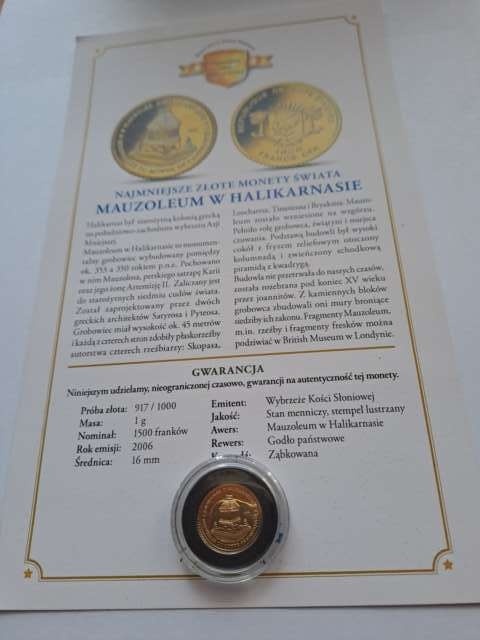 NAJMNIEJSZE ZŁOTE MONETY ŚWIATA
MAUZOLEUM W HALIKARNASIE
Halikarnas był starożytną kolonią grecką
na południowo-zachodnim wybrzeżu Azji
Mniejszej.
Mauzoleum w Halikarnasie to monumen-
talny grobowiec wybudowany pomiędzy
ok. 353 a 350 rokiem p.n.e. Pochowano
w nim Mauzolosa, perskiego satrapę Karii
oraz jego żonę Artemizję II. Zaliczany jest
do starożytnych siedmiu cudów świata.
Został zaprojektowany przez dwóch
greckich architektów Satyrosa i Pyteosa.
Grobowiec miał wysokość ok. 45 metrów
i każdą z czterech stron zdobiły płaskorzeźby
autorstwa czterech rzeźbiarzy: Skopasa,
Leocharesa, Timoteosa i Bryaksisa. Mauzo-
leum zostało wzniesione na wzgórzu.
Pełniło rolę grobowca, świątyni i miejsca
czuwania. Podstawą budowli był wysoki
cokół z fryzem reliefowym otoczony
kolumnadą i zwieńczony schodkową
piramidą z kwadrygą.
Budowla nie przetrwała do naszych czasów,
została rozebrana pod koniec XV wieku
przez joannitów. Z kamiennych bloków
grobowca zbudowali oni mury broniące
siedziby ich zakonu. Fragmenty Mauzoleum,
m.in. rzeźby i fragmenty fresków można
podziwiać w British Museum w Londynie.
GWARANCJA
Niniejszym udzielamy, nieograniczonej czasowo, gwarancji na autentyczność tej monety.
Próba złota: 917 / 1000
Masa: 1 g
Nominał: 1500 franków
Rok emisji: 2006
Średnica: 16 mm
Emitent: Wybrzeże Kości Słoniowej
Jakość: Stan menniczy, stempel lustrzany
Awers: Mauzoleum w Halikarnasie
Rewers: Godło państwowe
Ząbkowana